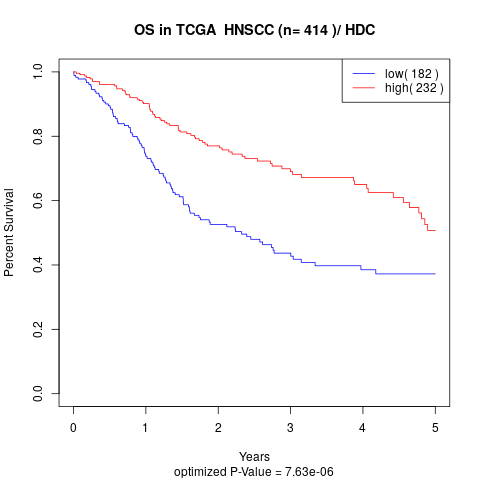 OS in TCGA  HNSCC (n= 414 )/ HDC
low( 182 )
high( 232 )
Percent Survival
1.0
0.8
0.6
0.4
0.2
0.0
0 1 2 3 4 5
Years
optimized P-Value = 7.63e-06